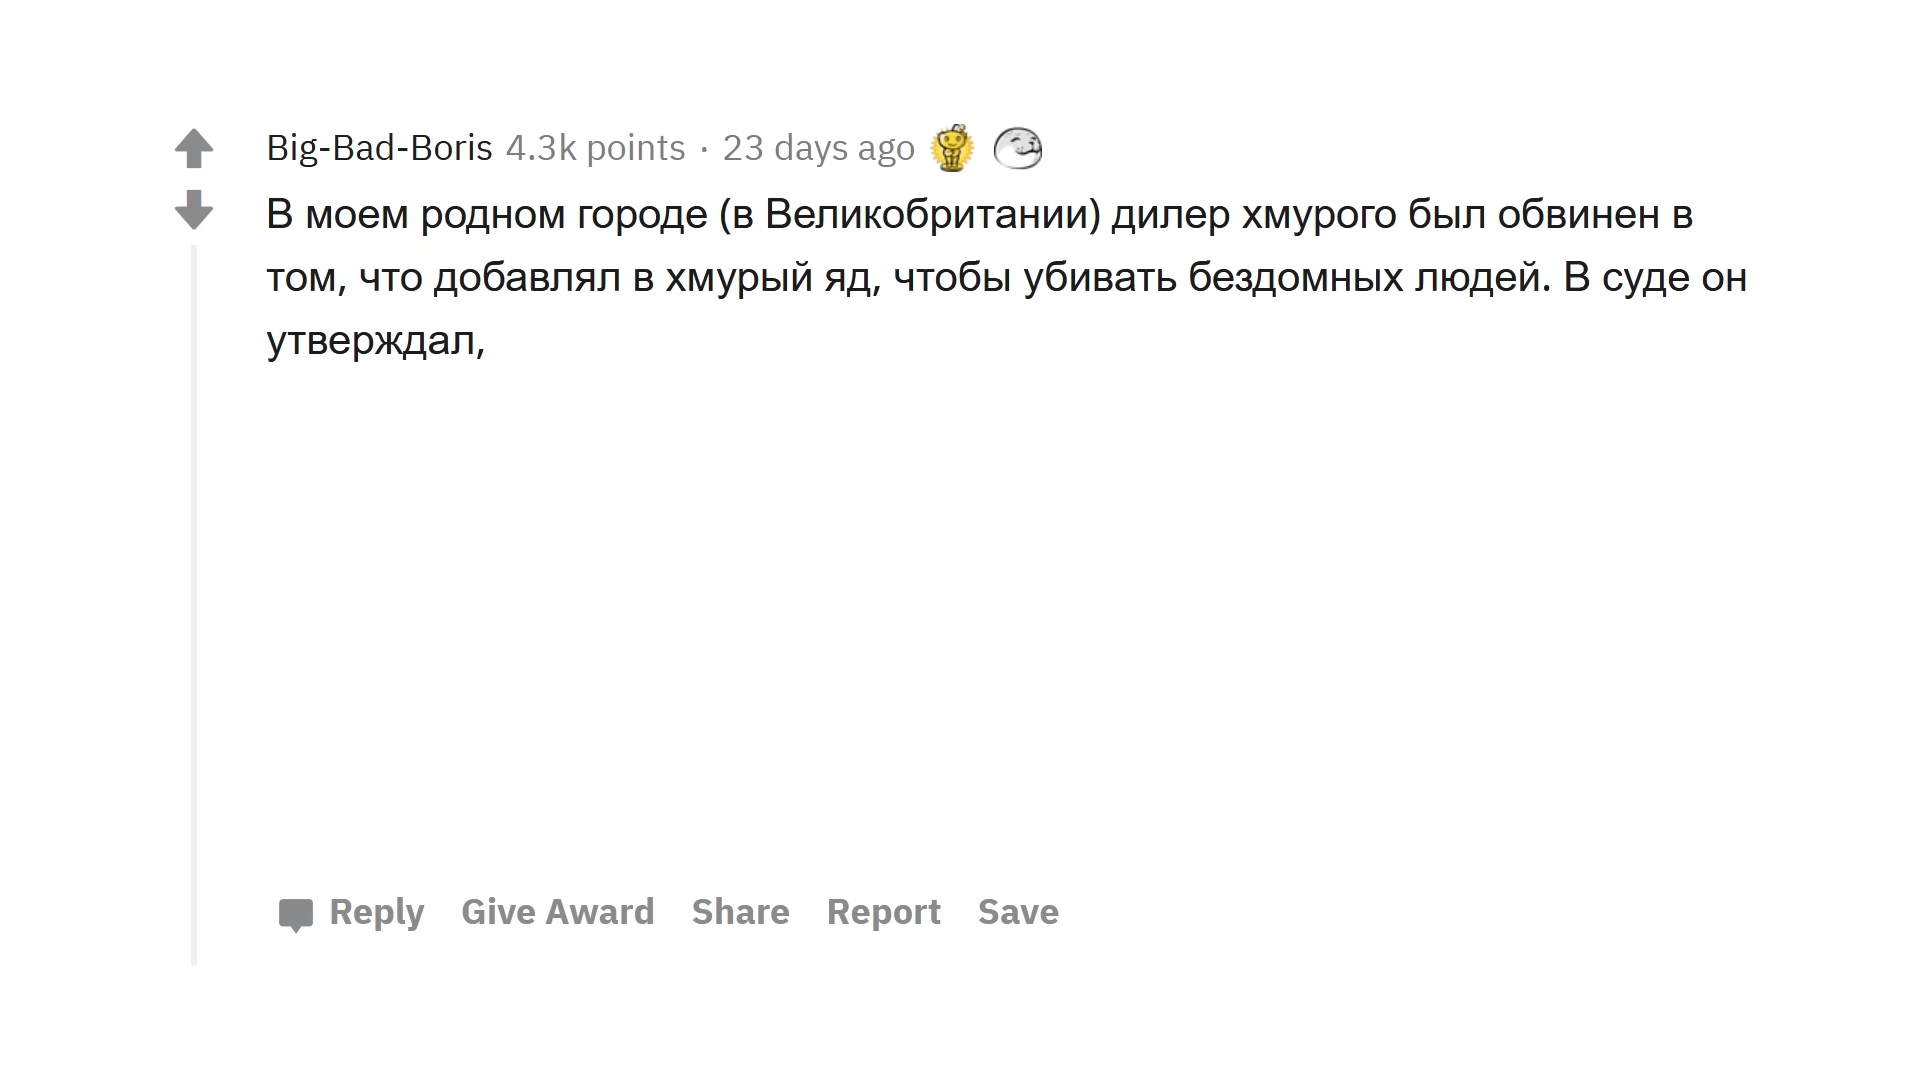 Big-Bad-Boris 4.3k points · 23 days ago
В моем родном городе (в Великобритании) дилер хмурого был обвинен в
том, что добавлял в хмурый яд, чтобы убивать бездомных людей. В суде он
утверждал,
Reply Give Award Share Report Save